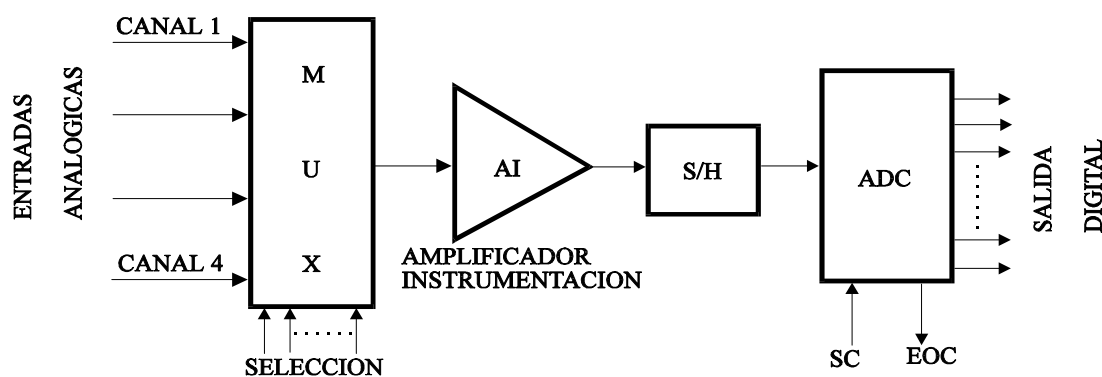 CANAL 1
ENTRADAS
ANALOGICAS
CANAL 4
M
U
X
SELECCION
AI
AMPLIFICADOR
INSTRUMENTACION
S/H
ADC
SC
EOC
SALIDA
DIGITAL